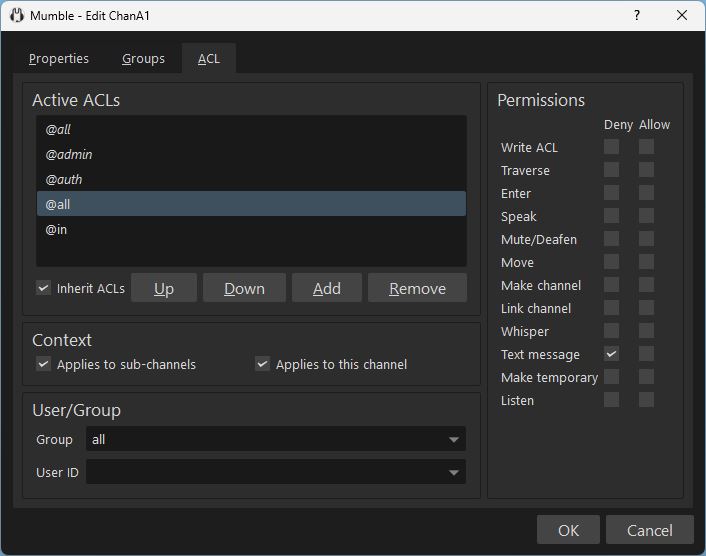 Mumble - Edit ChanA1
?
Properties Groups ACL
Active ACLs
@all
@admin
@auth
@all
@in
Inherit ACLs Up Down Add Remove
Context
Applies to sub-channels Applies to this channel
User/Group
Group all
User ID
Permissions
Deny Allow
Write ACL
Traverse
Enter
Speak
Mute/Deafen
Move
Make channel
Link channel
Whisper
Text message
Make temporary
Listen
OK Cancel